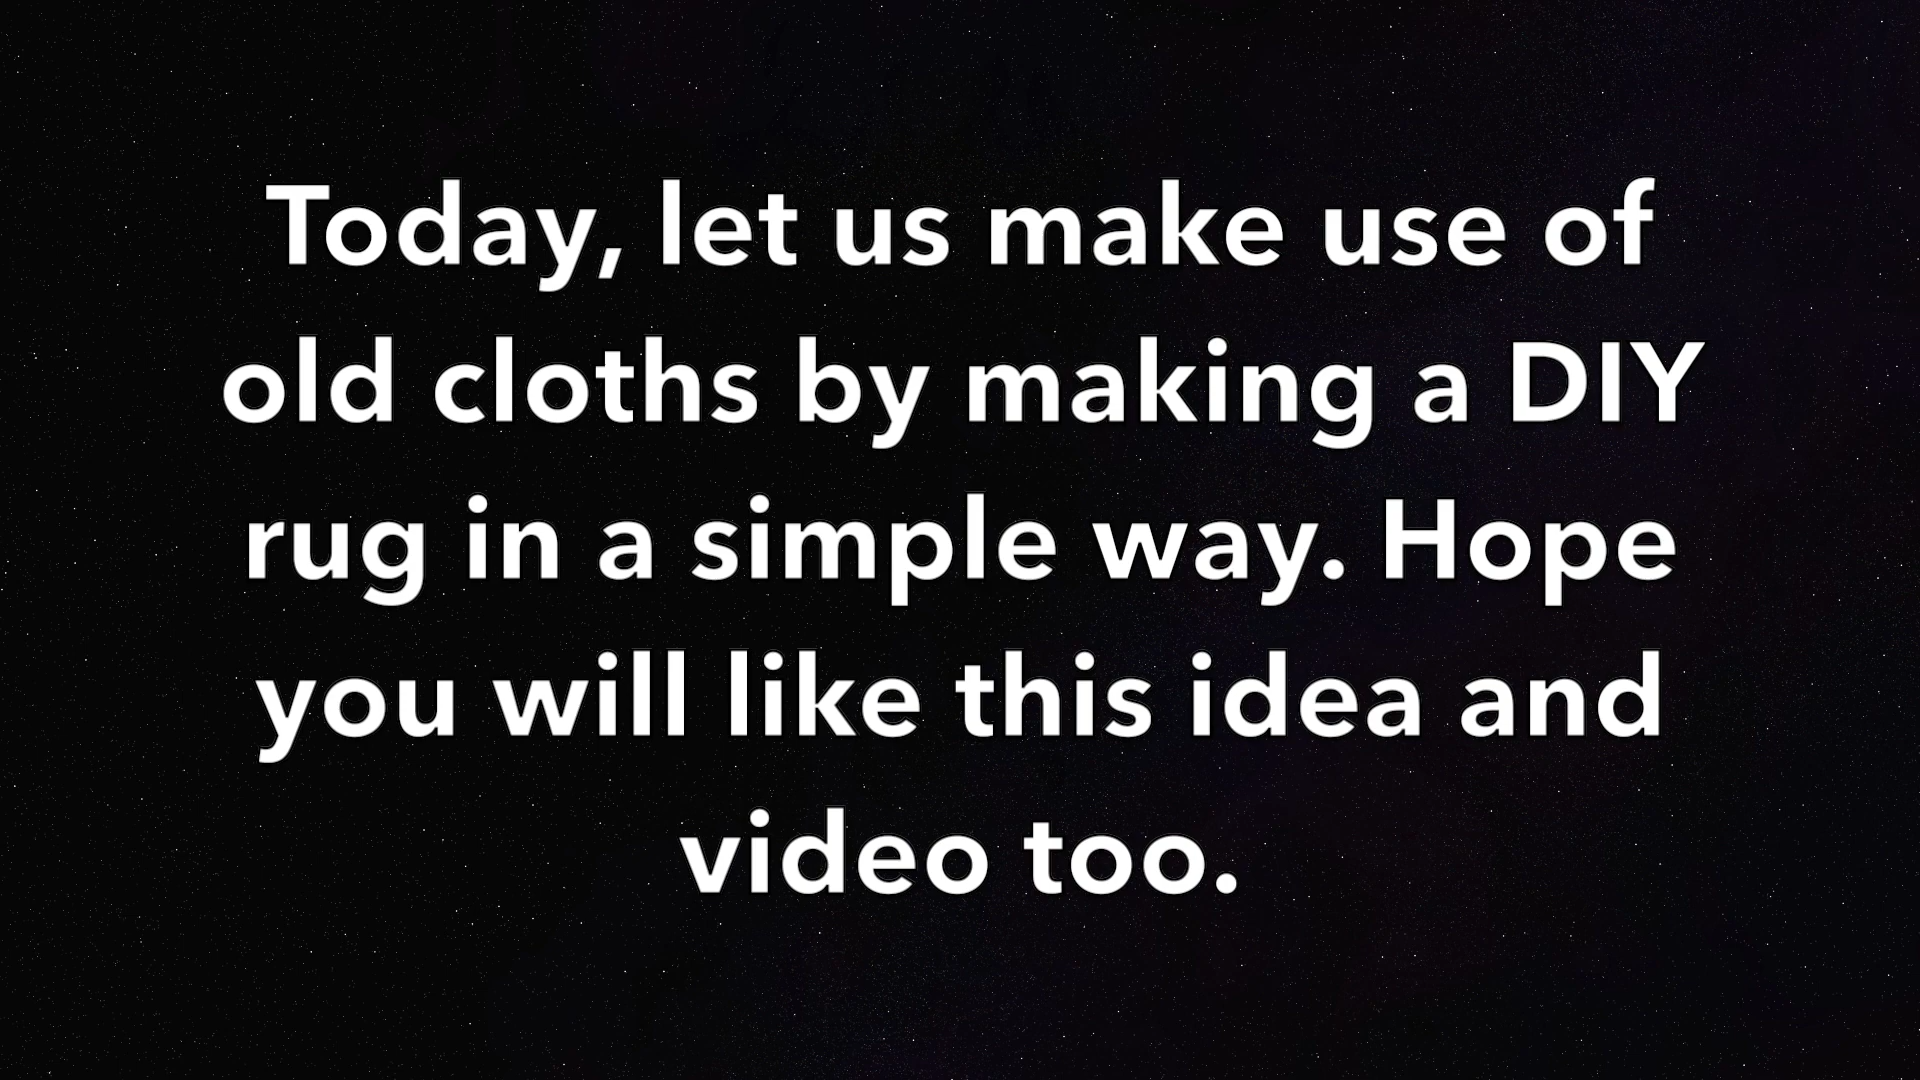 Today, let us make use of
old cloths by making a DIY
rug in a simple way. Hope
you will like this idea and
video too.